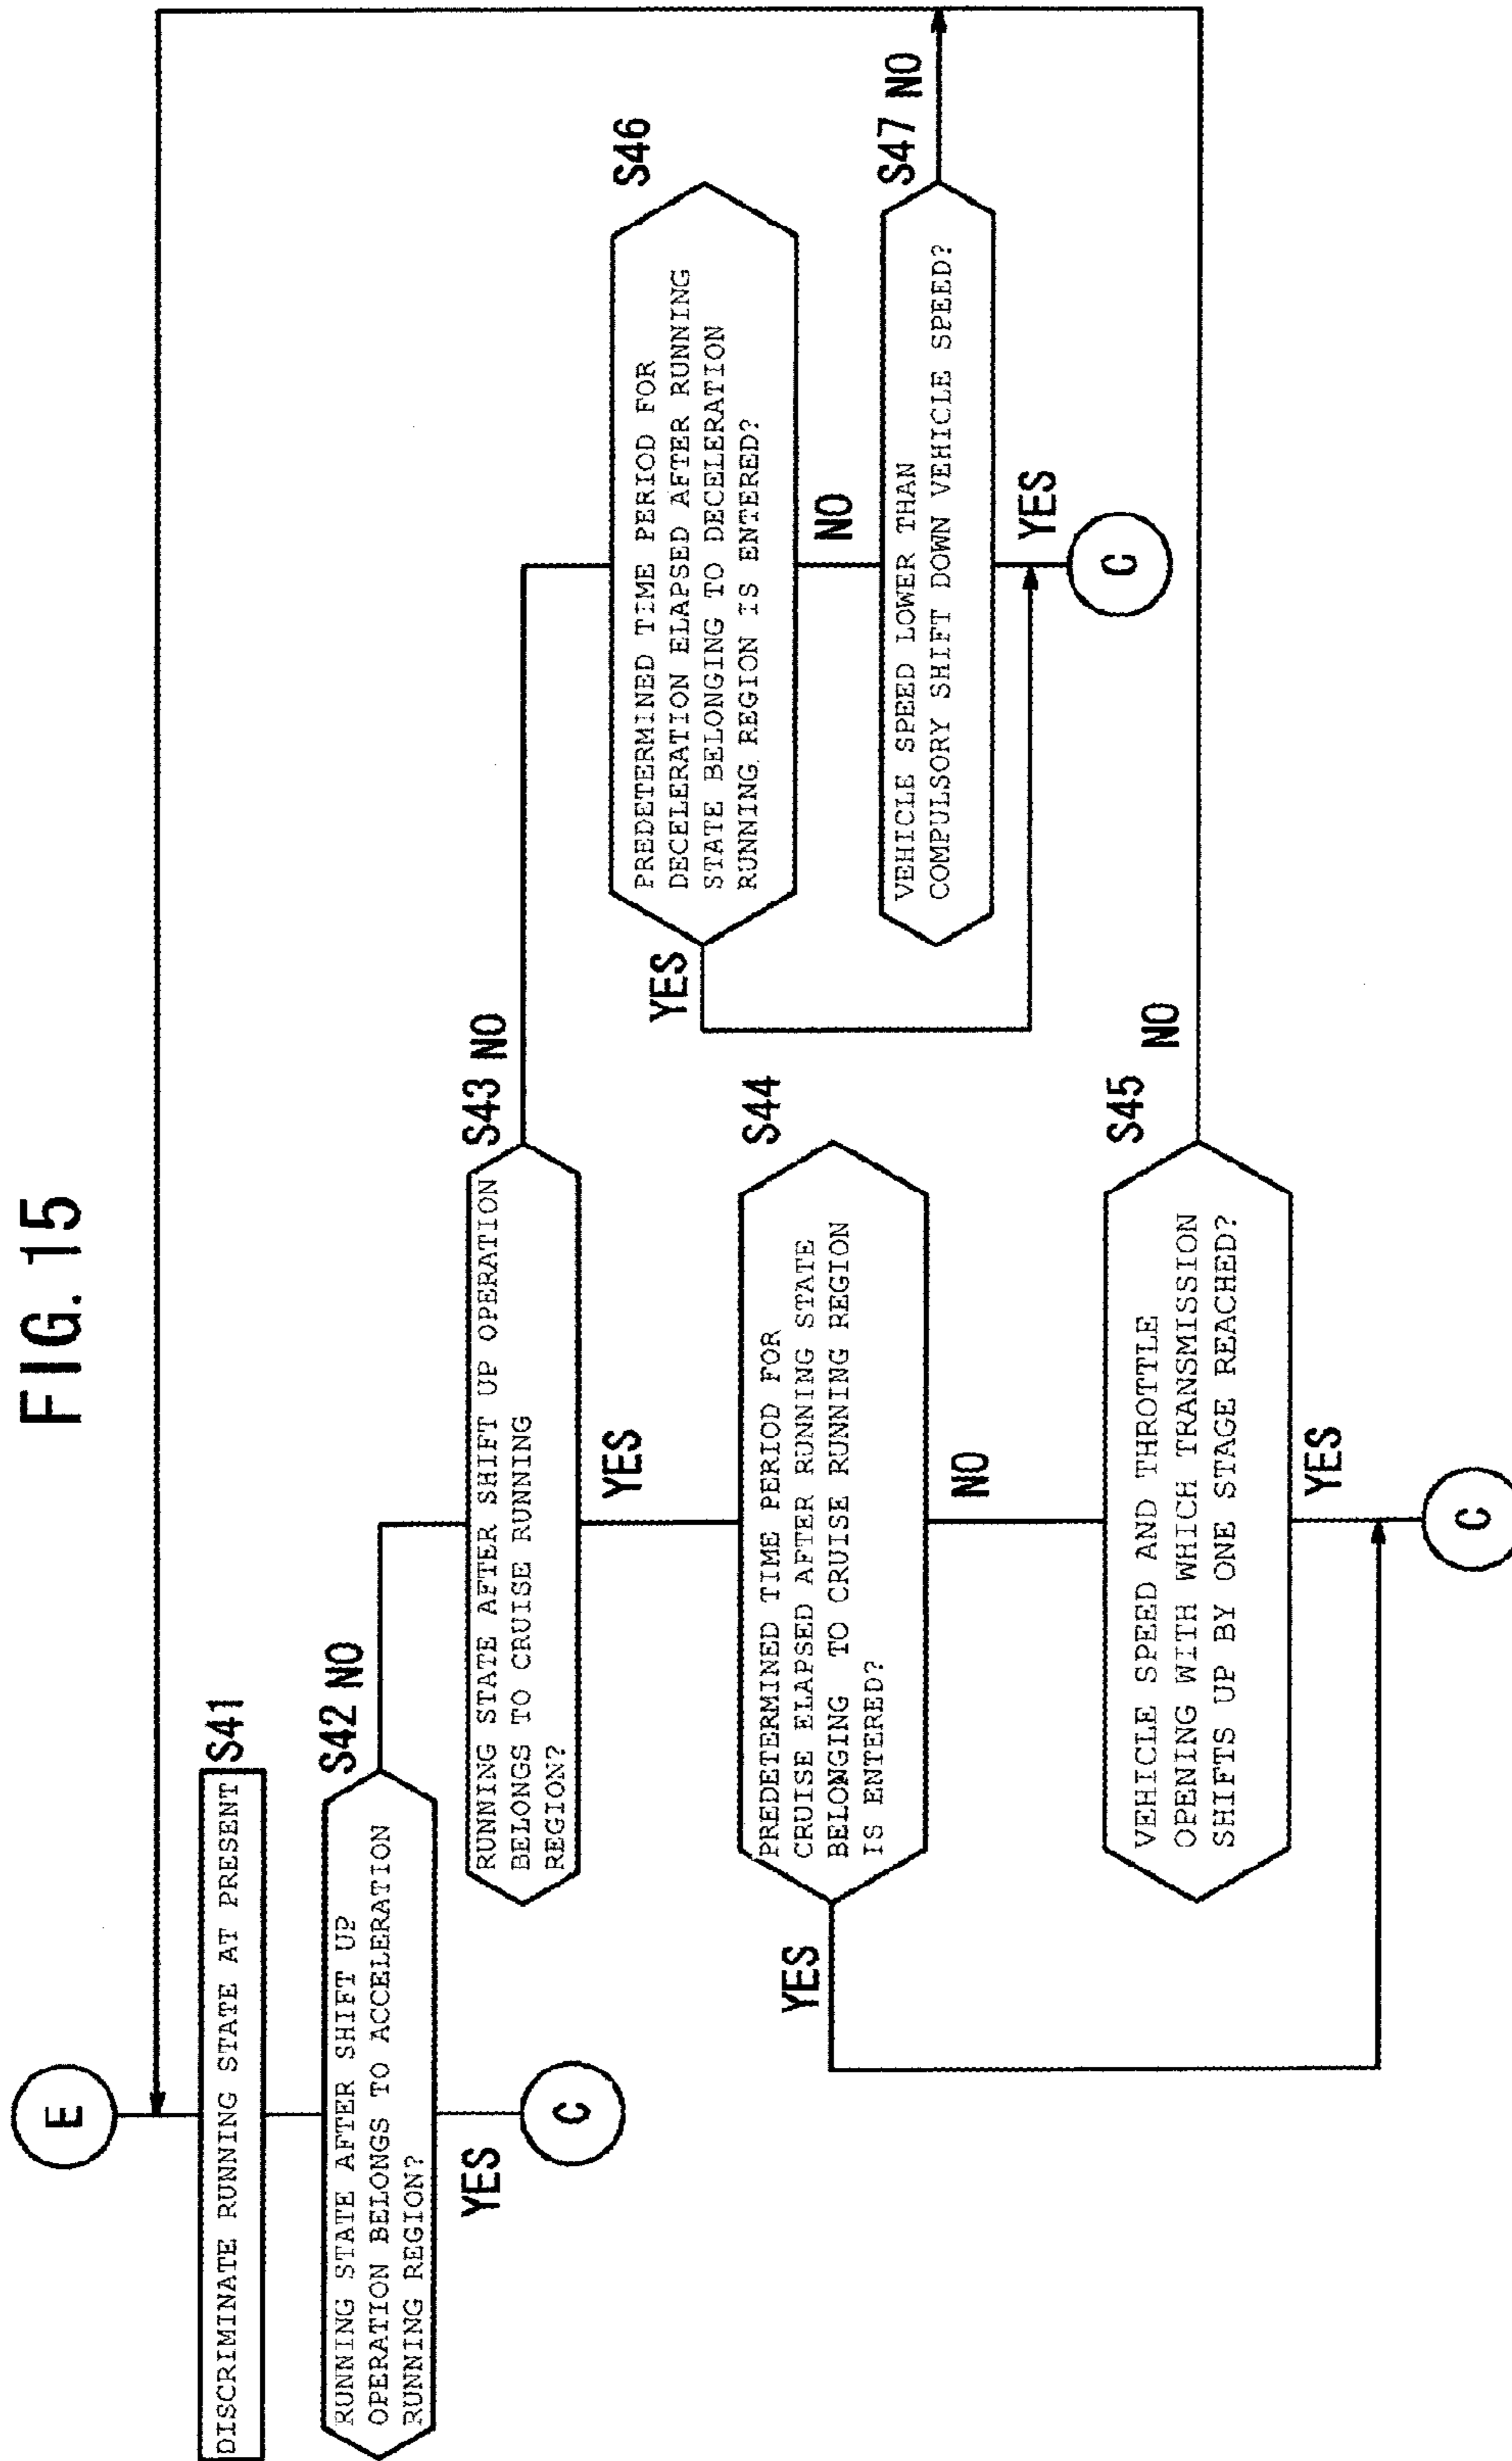 FIG. 15
E
DISCRIMINATE RUNNING STATE AT PRESENT
S41
RUNNING STATE AFTER SHIFT UP
OPERATION BELONGS TO ACCELERATION
RUNNING REGION?
S42 NO
YES
C
RUNNING STATE AFTER SHIFT UP OPERATION
BELONGS TO CRUISE RUNNING
REGION?
S43 NO
YES
PREDETERMINED TIME PERIOD FOR
CRUISE ELAPSED AFTER RUNNING STATE
BELONGING TO CRUISE RUNNING REGION
IS ENTERED?
S44
YES
NO
VEHICLE SPEED AND THROTTLE
OPENING WITH WHICH TRANSMISSION
SHIFTS UP BY ONE STAGE REACHED?
S45
NO
YES
C
PREDETERMINED TIME PERIOD FOR
DECELERATION ELAPSED AFTER RUNNING
STATE BELONGING TO DECELERATION
RUNNING REGION IS ENTERED?
S46
YES
NO
VEHICLE SPEED LOWER THAN
COMPULSORY SHIFT DOWN VEHICLE SPEED?
S47 NO
YES
C